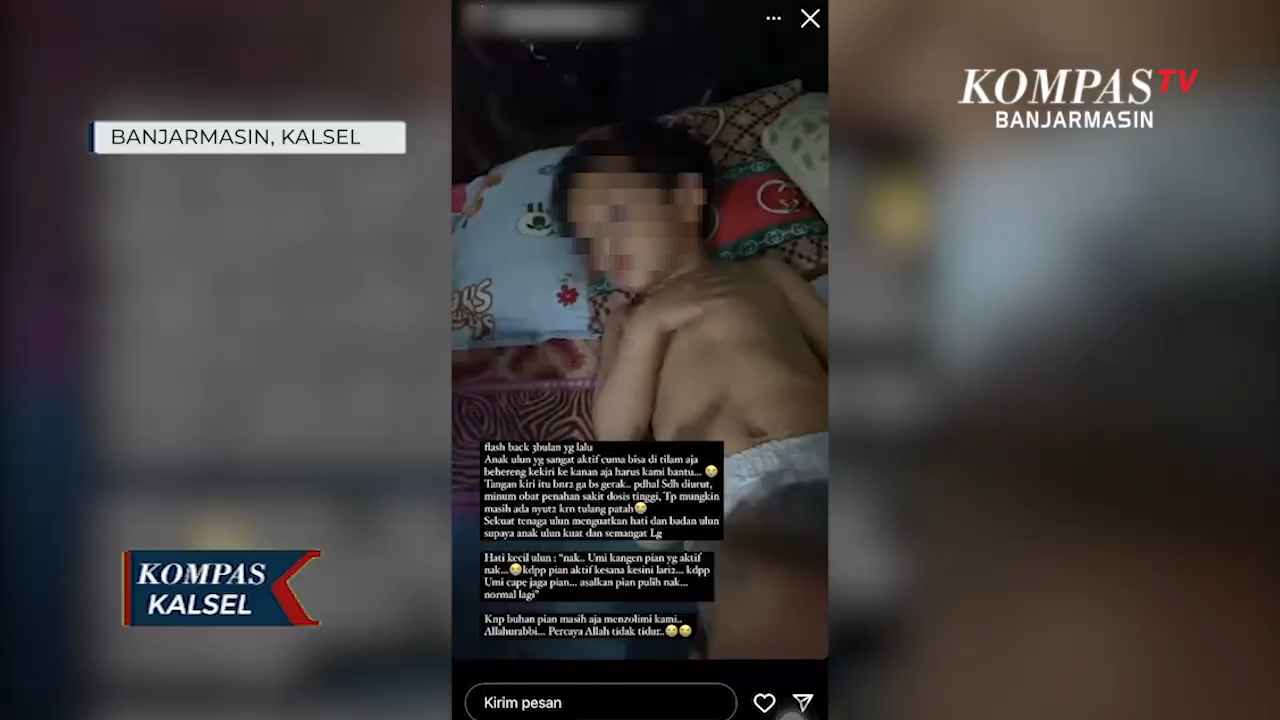 BANJARMASIN, KALSEL
KOMPAS TV
BANJARMASIN
flash back 3bulan yg lalu
Anak ulun yg sangat aktif cuma bisa di tilam aja
behereng kekiri ke kanan aja harus kami bantu... 😭
Tangan kiri itu bnr2 ga bs gerak.. pdhal Sdh diurut,
minum obat penahan sakit dosis tinggi, Tp mungkin
masih ada nyut2 krn tulang patah😭
Sekuat tenaga ulun menguatkan hati dan badan ulun
supaya anak ulun kuat dan semangat Lg
Hati kecil ulun : "nak.. Umi kangen pian yg aktif
nak...😭kdpp pian aktif kesana kesini lari2... kdpp
Umi cape jaga pian... asalkan pian pulih nak...
normal lagi"
Knp buhan pian masih aja menzolimi kami..
Allahurabbi... Percaya Allah tidak tidur..😭😭
KOMPAS
KALSEL
Kirim pesan